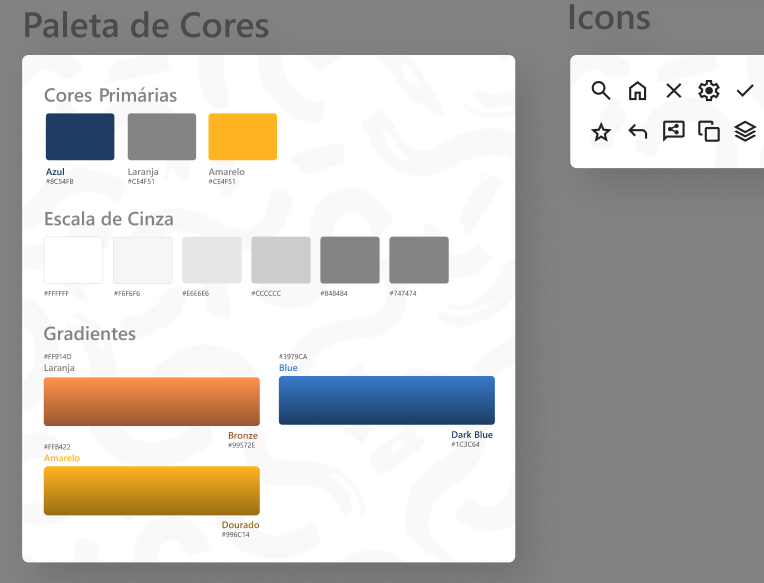 Paleta de Cores
Icons
Cores Primárias
Azul
#8C54FB
Laranja
#CE4F51
Amarelo
#CE4F51
Escala de Cinza
#FFFFFF
#F6F6F6
#E6E6E6
#CCCCCC
#848484
#747474
Gradientes
#FF914D
Laranja
Bronze
#99572E
#3979CA
Blue
Dark Blue
#1C3C64
#FFB422
Amarelo
Dourado
#996C14